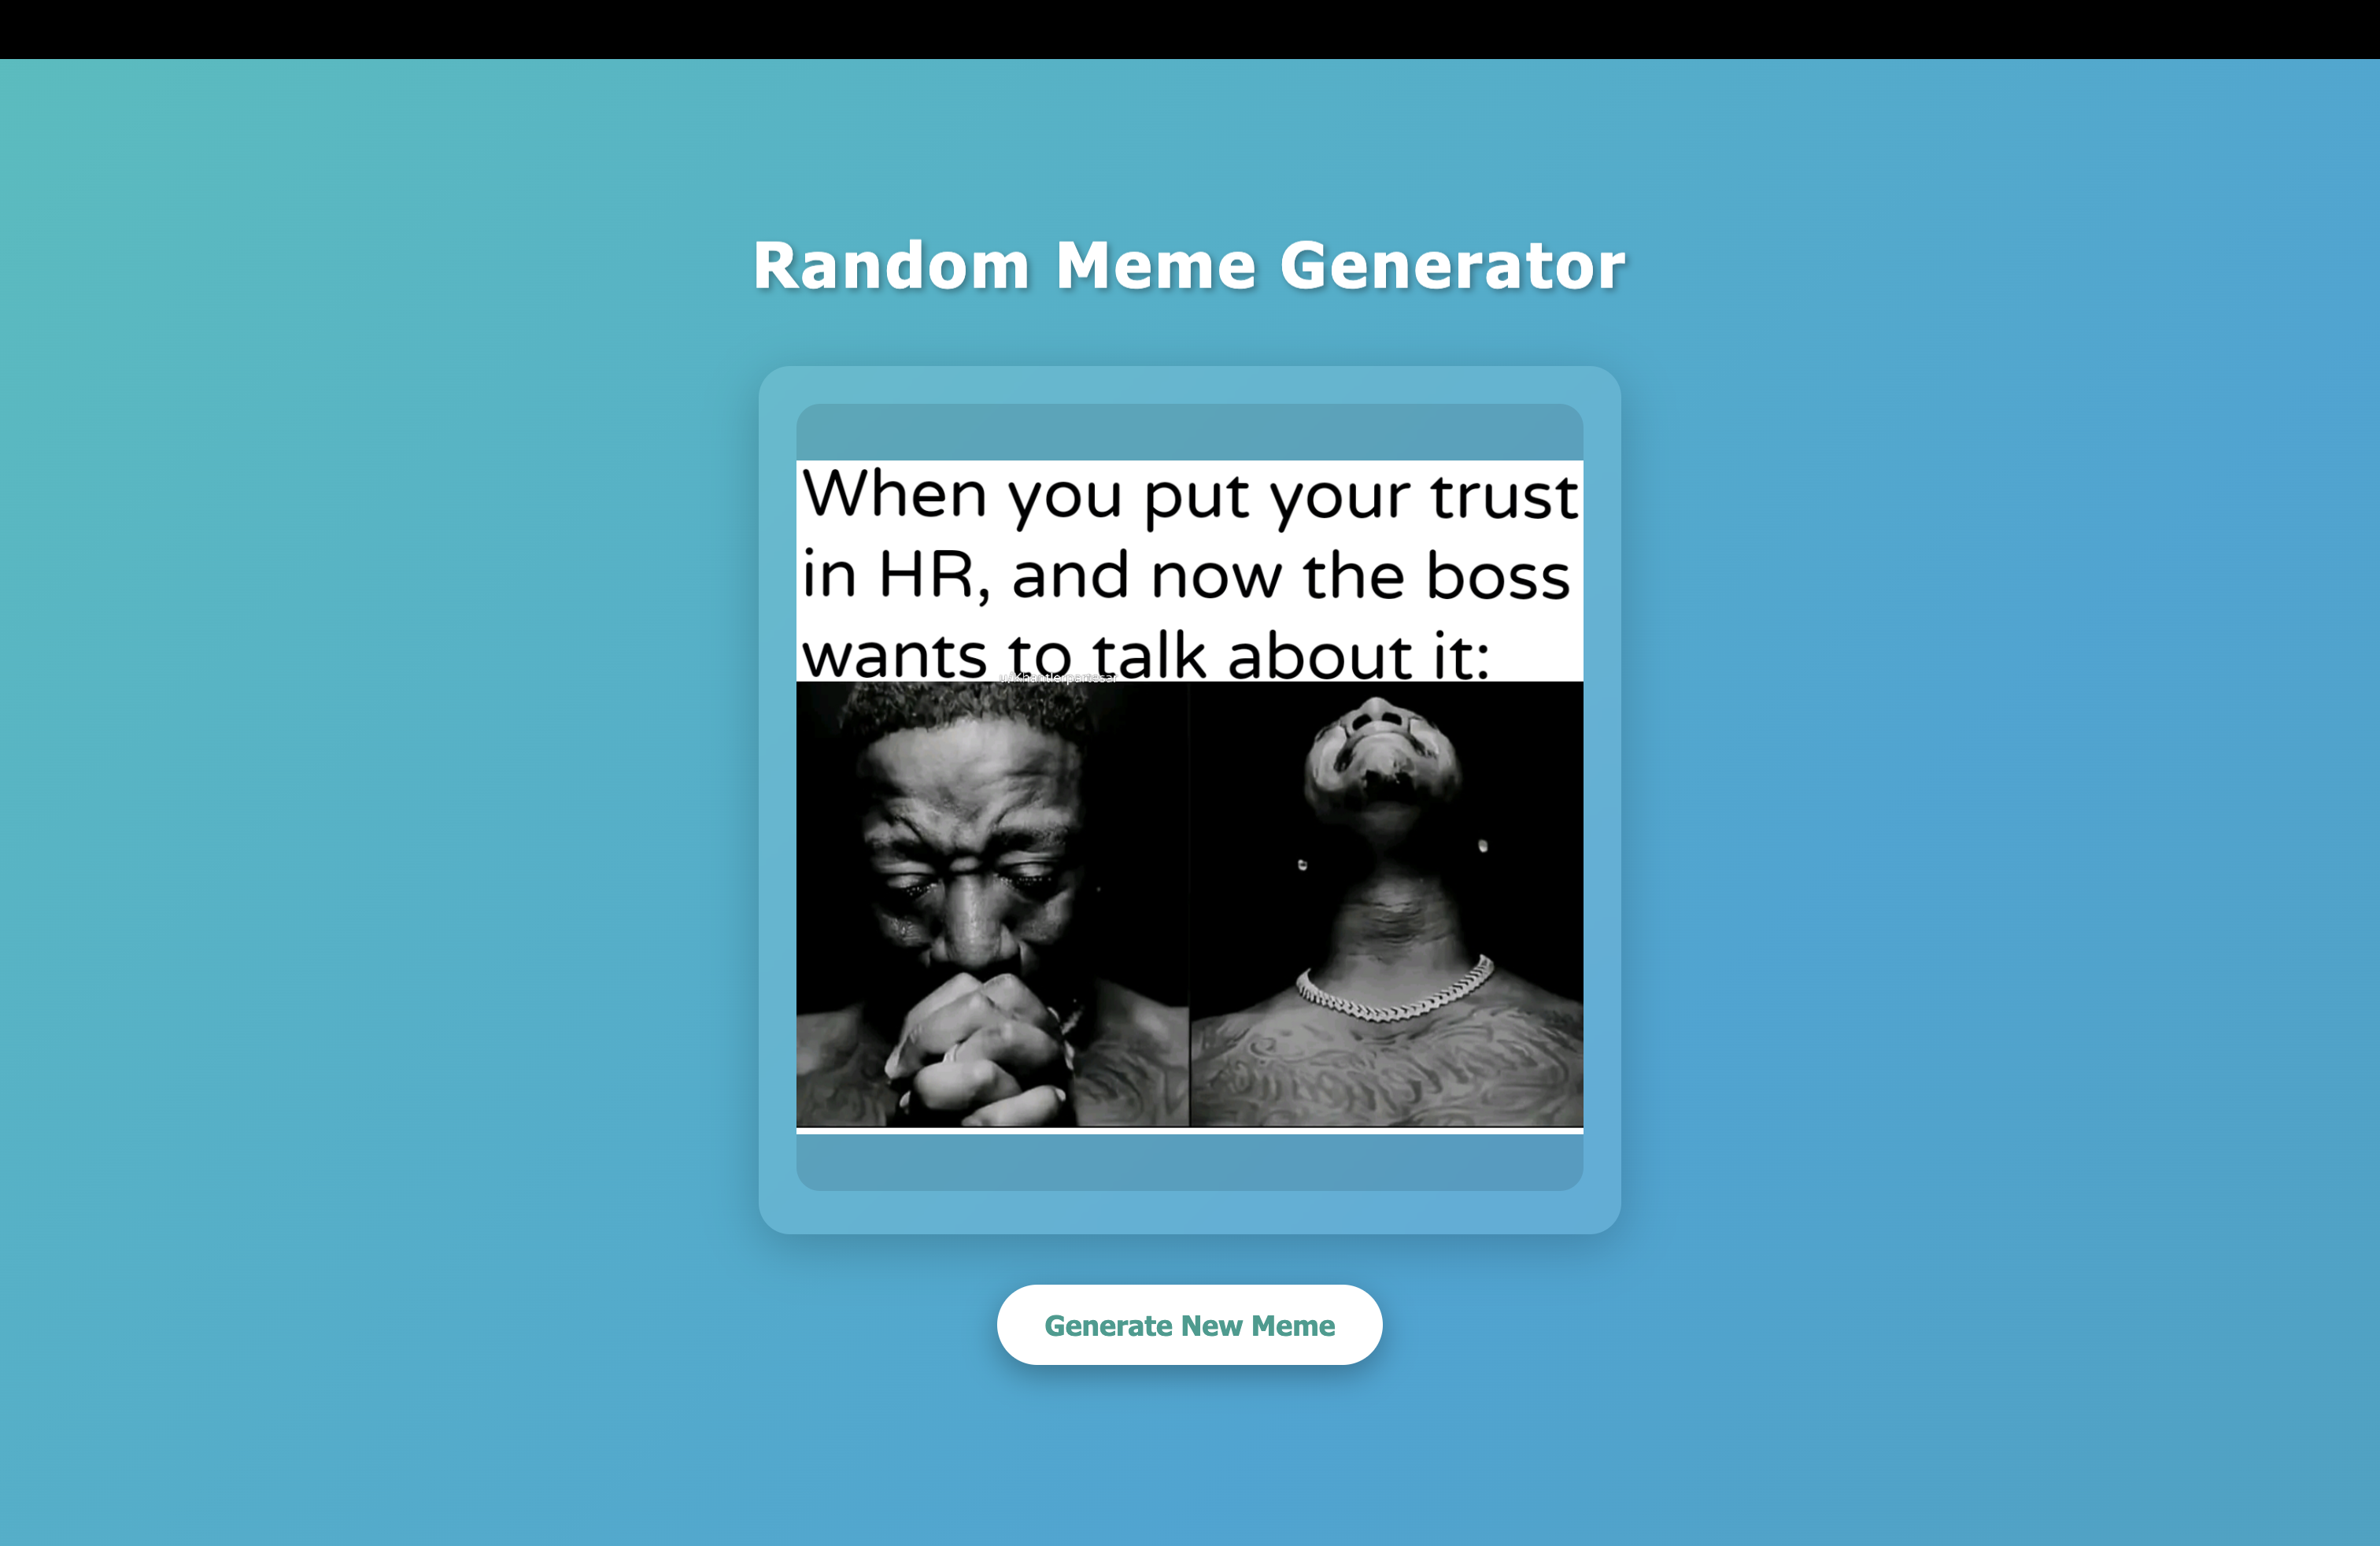 Random Meme Generator
When you put your trust
in HR, and now the boss
wants to talk about it:
Generate New Meme